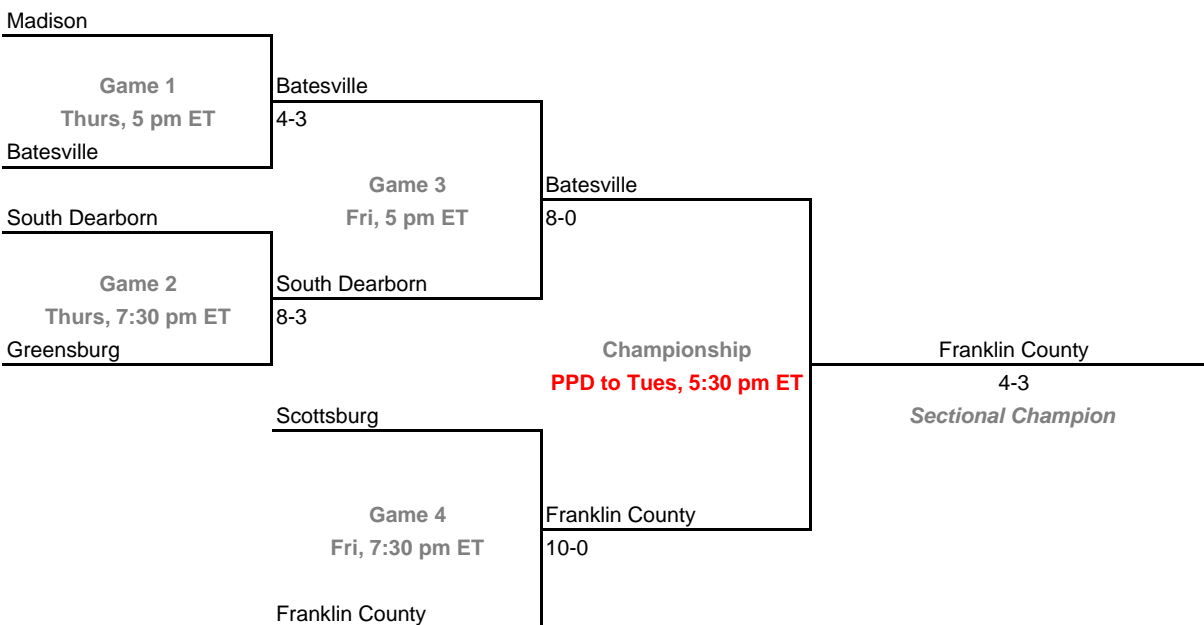 Madison
Game 1
Thurs, 5 pm ET
Batesville
Batesville
4-3
South Dearborn
Game 2
Thurs, 7:30 pm ET
Greensburg
South Dearborn
8-3
Game 3
Fri, 5 pm ET
Batesville
8-0
Scottsburg
Game 4
Fri, 7:30 pm ET
Franklin County
Franklin County
10-0
Championship
PPD to Tues, 5:30 pm ET
Franklin County
4-3
Sectional Champion